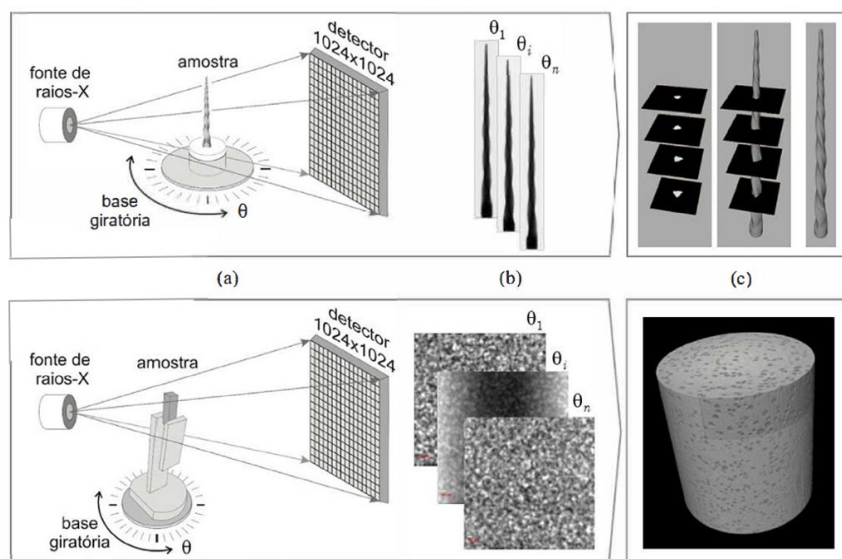 fonte de
raios-X
amostra
detector
1024x1024
base
giratória
θ
θ1
θi
θn
(a)
(b)
(c)
fonte de
raios-X
amostra
detector
1024x1024
base
giratória
θ
θ1
θi
θn